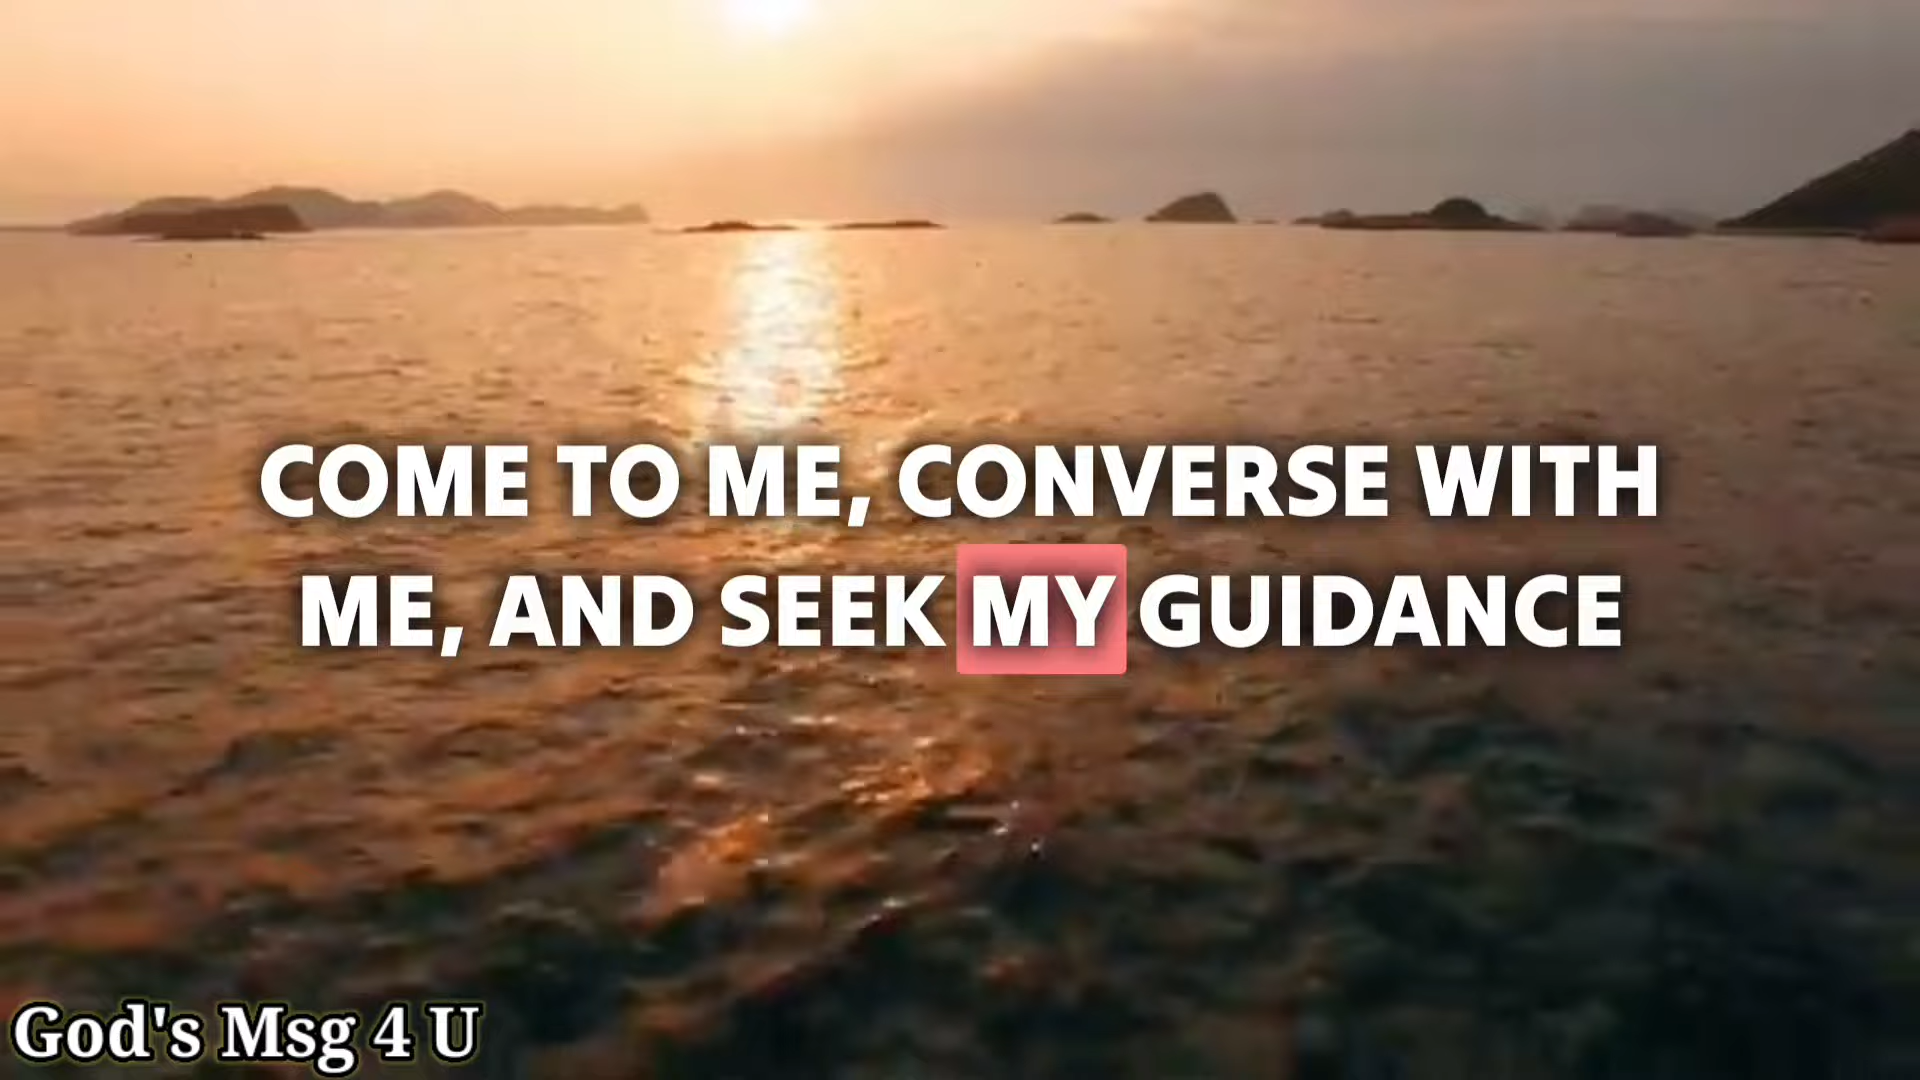 COME TO ME, CONVERSE WITH
ME, AND SEEK MY GUIDANCE
God's Msg 4 U